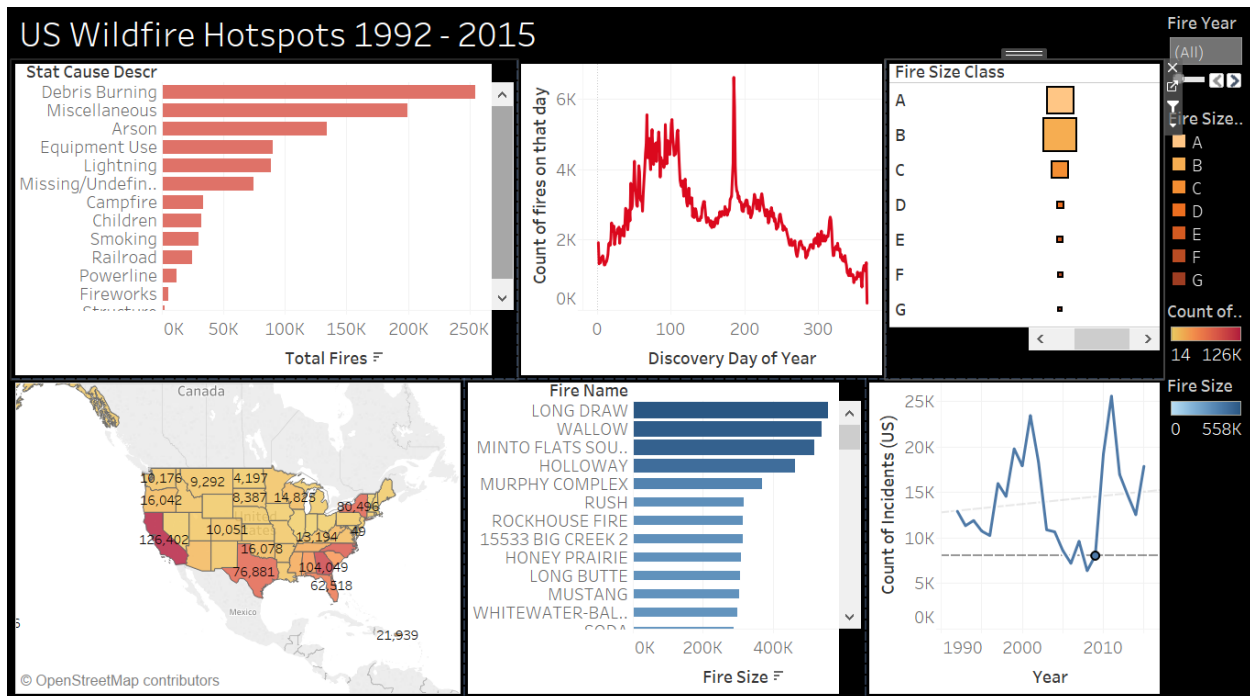 US Wildfire Hotspots 1992 - 2015
Fire Year
(All)
Stat Cause Descr
Debris Burning
Miscellaneous
Arson
Equipment Use
Lightning
Missing/Undefin..
Campfire
Children
Smoking
Railroad
Powerline
Fireworks
0K 50K 100K 150K 200K 250K
Total Fires
Count of fires on that day
6K
4K
2K
0K
0 100 200 300
Discovery Day of Year
Fire Size Class
A
B
C
D
E
F
G
Fire Size..
A
B
C
D
E
F
G
Count of..
14 126K
Fire Size
0 558K
Canada
10,176
9,292
4,197
16,042
8,387
14,825
80,496
10,051
49
126,402
13,194
16,078
76,881
104,049
62,518
Mexico
21,939
© OpenStreetMap contributors
Fire Name
LONG DRAW
WALLOW
MINTO FLATS SOU..
HOLLOWAY
MURPHY COMPLEX
RUSH
ROCKHOUSE FIRE
15533 BIG CREEK 2
HONEY PRAIRIE
LONG BUTTE
MUSTANG
WHITEWATER-BAL..
0K 200K 400K
Fire Size
Count of Incidents (US)
25K
20K
15K
10K
5K
0K
1990 2000 2010
Year